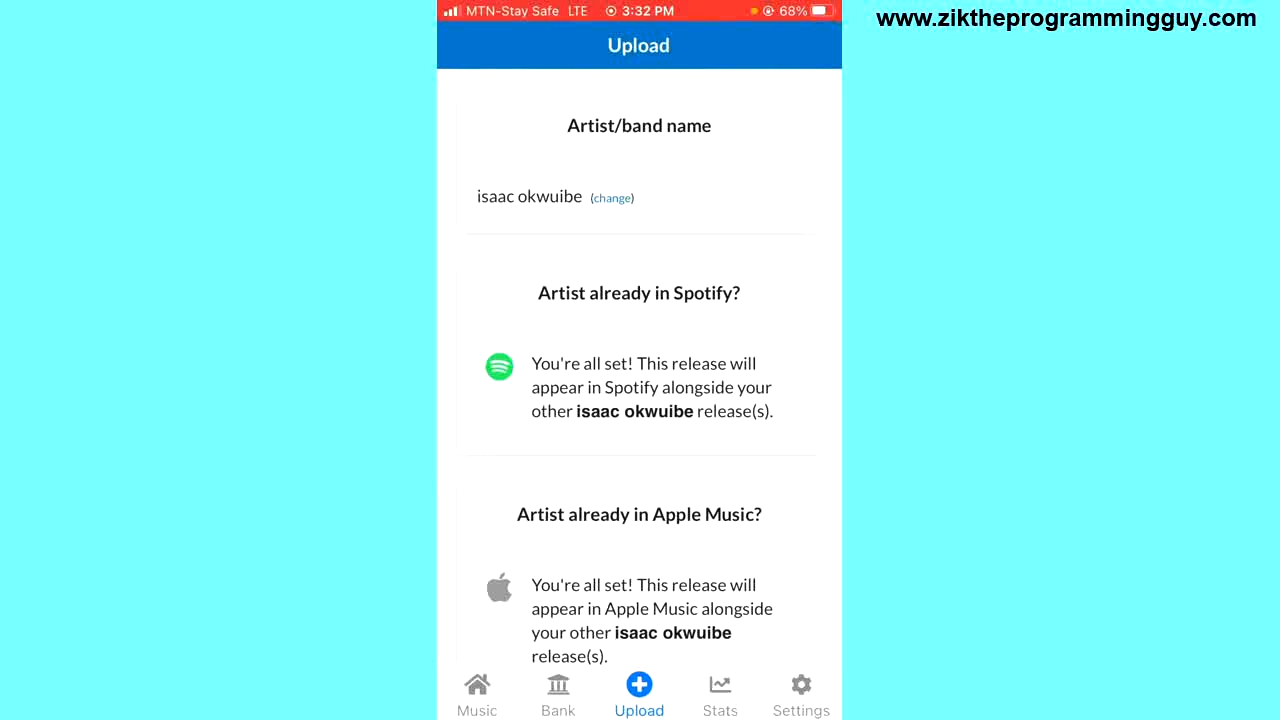 MTN-Stay Safe LTE 3:32 PM 68%
www.ziktheprogrammingguy.com
Upload
Artist/band name
isaac okwuibe (change)
Artist already in Spotify?
You're all set! This release will
appear in Spotify alongside your
other isaac okwuibe release(s).
Artist already in Apple Music?
You're all set! This release will
appear in Apple Music alongside
your other isaac okwuibe
release(s).
Music Bank Upload Stats Settings